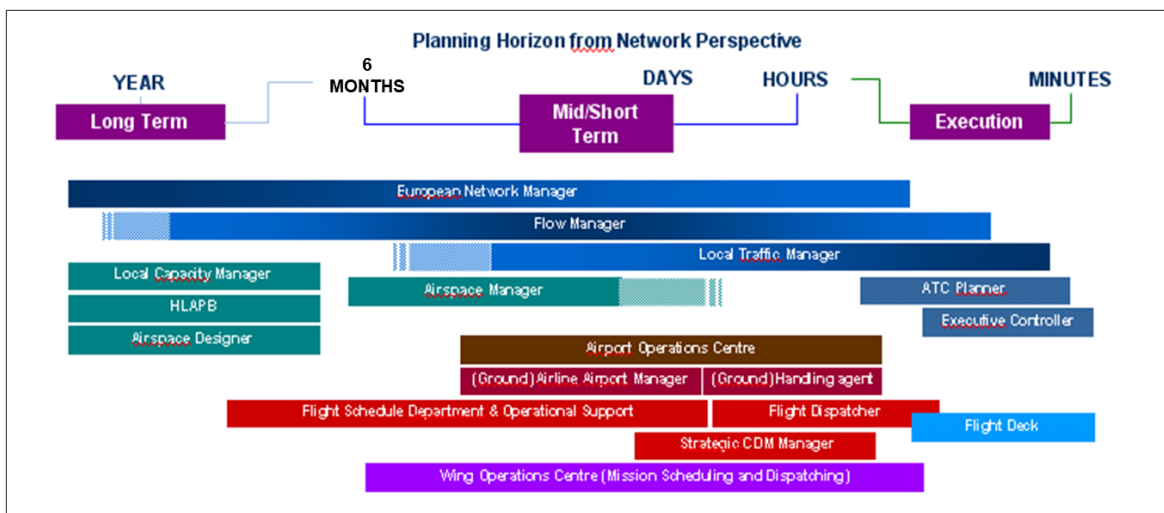 Planning Horizon from Network Perspective
YEAR
6
MONTHS
DAYS
HOURS
MINUTES
Long Term
Mid/Short
Term
Execution
European Network Manager
Flow Manager
Local Traffic Manager
Local Capacity Manager
Airspace Manager
ATC Planner
HLAPB
Executive Controller
Airspace Designer
Airport Operations Centre
(Ground)Airline Airport Manager
(Ground)Handling agent
Flight Schedule Department & Operational Support
Flight Dispatcher
Flight Deck
Strategic CDM Manager
Wing Operations Centre (Mission Scheduling and Dispatching)